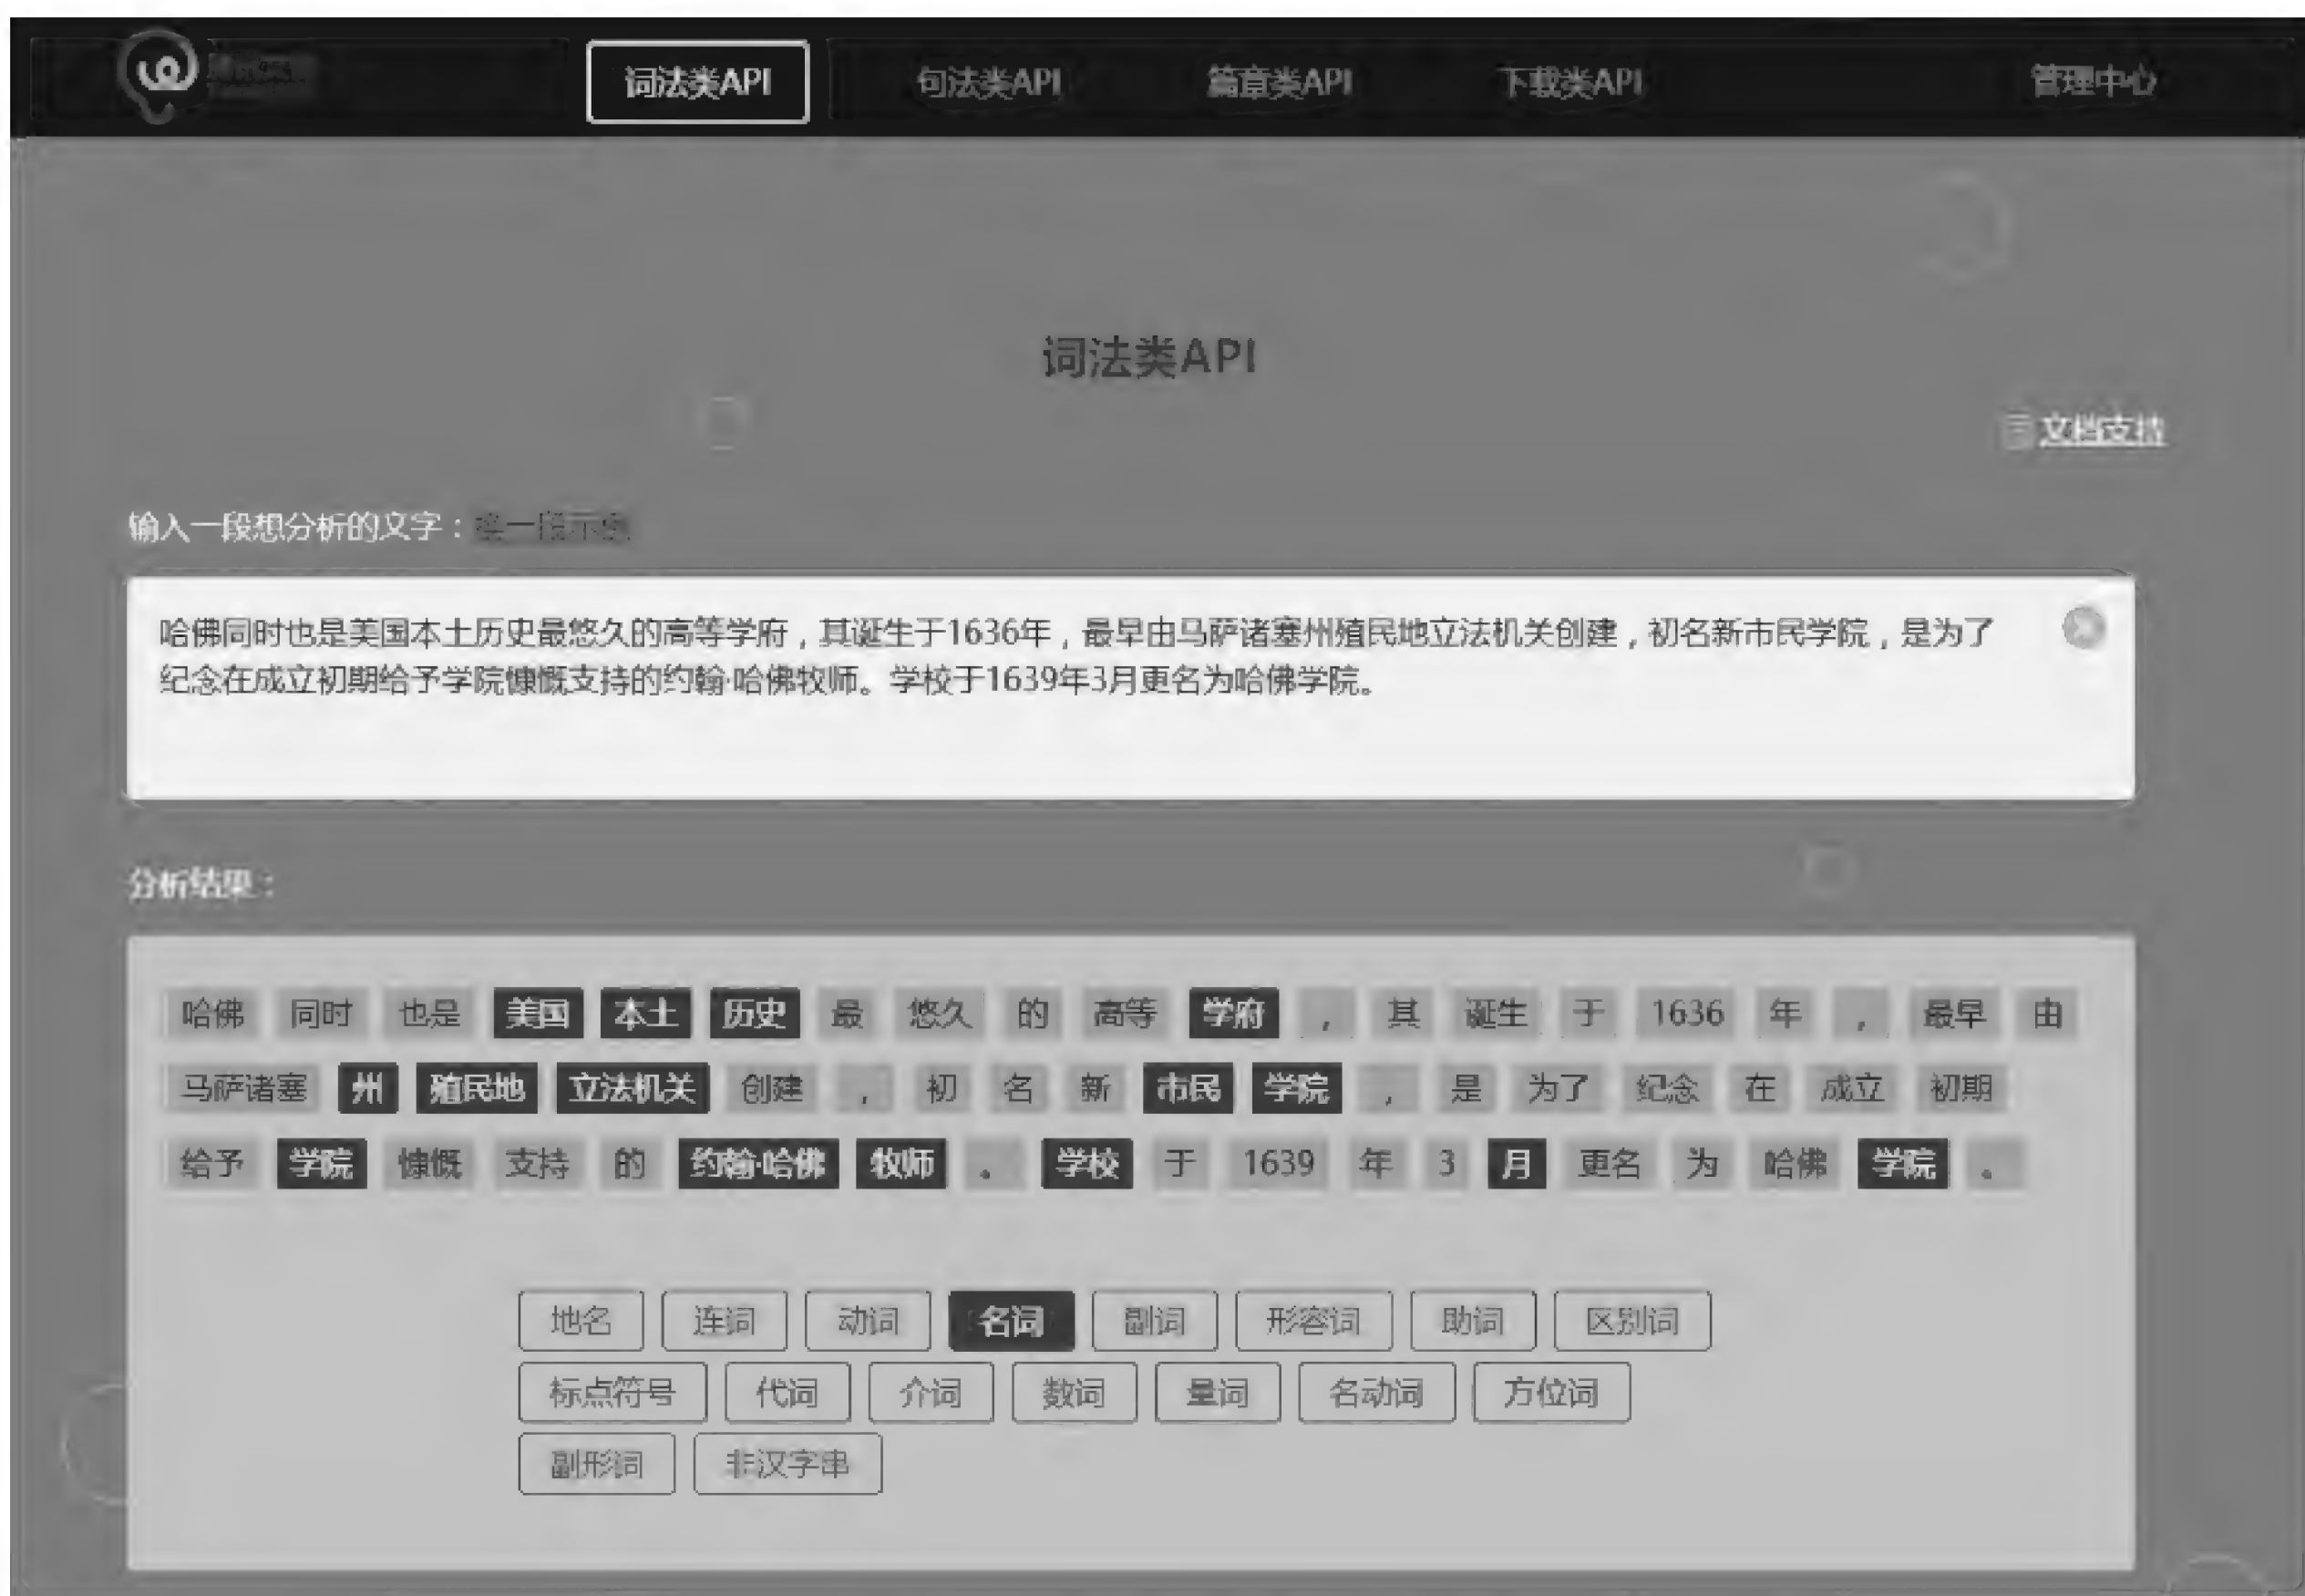 词法类API 句法类API 篇章类API 下载类API 管理中心
词法类API
文档支持
输入一段想分析的文字：换一段示例
哈佛同时也是美国本土历史最悠久的高等学府，其诞生于1636年，最早由马萨诸塞州殖民地立法机关创建，初名新市民学院，是为了
纪念在成立初期给予学院慷慨支持的约翰·哈佛牧师。学校于1639年3月更名为哈佛学院。
分析结果：
哈佛 同时 也是 美国 本土 历史 最 悠久 的 高等 学府 ， 其 诞生 于 1636 年 ， 最早 由
马萨诸塞 州 殖民地 立法机关 创建 ， 初 名 新 市民 学院 ， 是 为了 纪念 在 成立 初期
给予 学院 慷慨 支持 的 约翰·哈佛 牧师 。 学校 于 1639 年 3 月 更名 为 哈佛 学院 。
地名 连词 动词 名词 副词 形容词 助词 区别词
标点符号 代词 介词 数词 量词 名动词 方位词
副形词 非汉字串